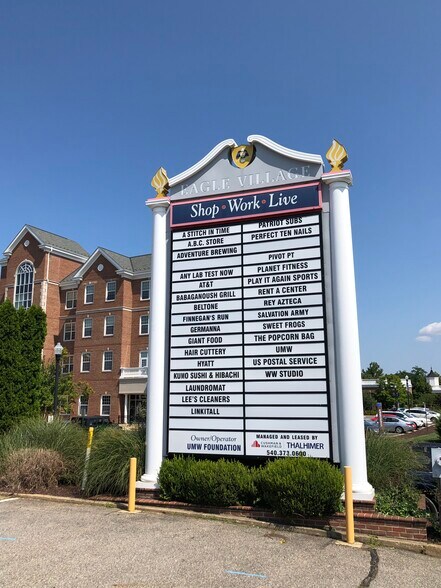 EAGLE VILLAGE
Shop • Work • Live
A STITCH IN TIME
A.B.C. STORE
ADVENTURE BREWING
ANY LAB TEST NOW
AT&T
BABAGANOUSH GRILL
BELTONE
FINNEGAN'S RUN
GERMANNA
GIANT FOOD
HAIR CUTTERY
HYATT
KUMO SUSHI & HIBACHI
LAUNDROMAT
LEE'S CLEANERS
LINKITALL
PATRIOT SUBS
PERFECT TEN NAILS
PIVOT PT
PLANET FITNESS
PLAY IT AGAIN SPORTS
RENT A CENTER
REY AZTECA
SALVATION ARMY
SWEET FROGS
THE POPCORN BAG
UMW
US POSTAL SERVICE
WW STUDIO
Owner/Operator
UMW FOUNDATION
MANAGED AND LEASED BY
CUSHMAN & WAKEFIELD THALHIMER
540.373.0600